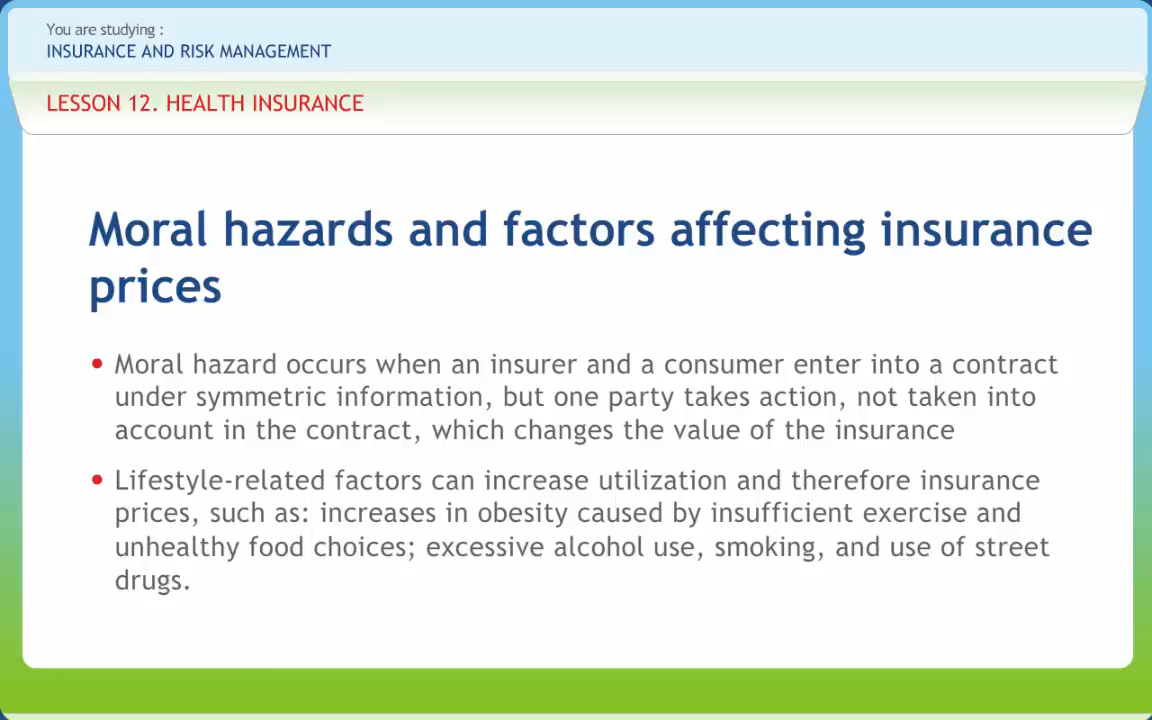 You are studying :
INSURANCE AND RISK MANAGEMENT
LESSON 12. HEALTH INSURANCE
Moral hazards and factors affecting insurance
prices
• Moral hazard occurs when an insurer and a consumer enter into a contract
under symmetric information, but one party takes action, not taken into
account in the contract, which changes the value of the insurance
• Lifestyle-related factors can increase utilization and therefore insurance
prices, such as: increases in obesity caused by insufficient exercise and
unhealthy food choices; excessive alcohol use, smoking, and use of street
drugs.